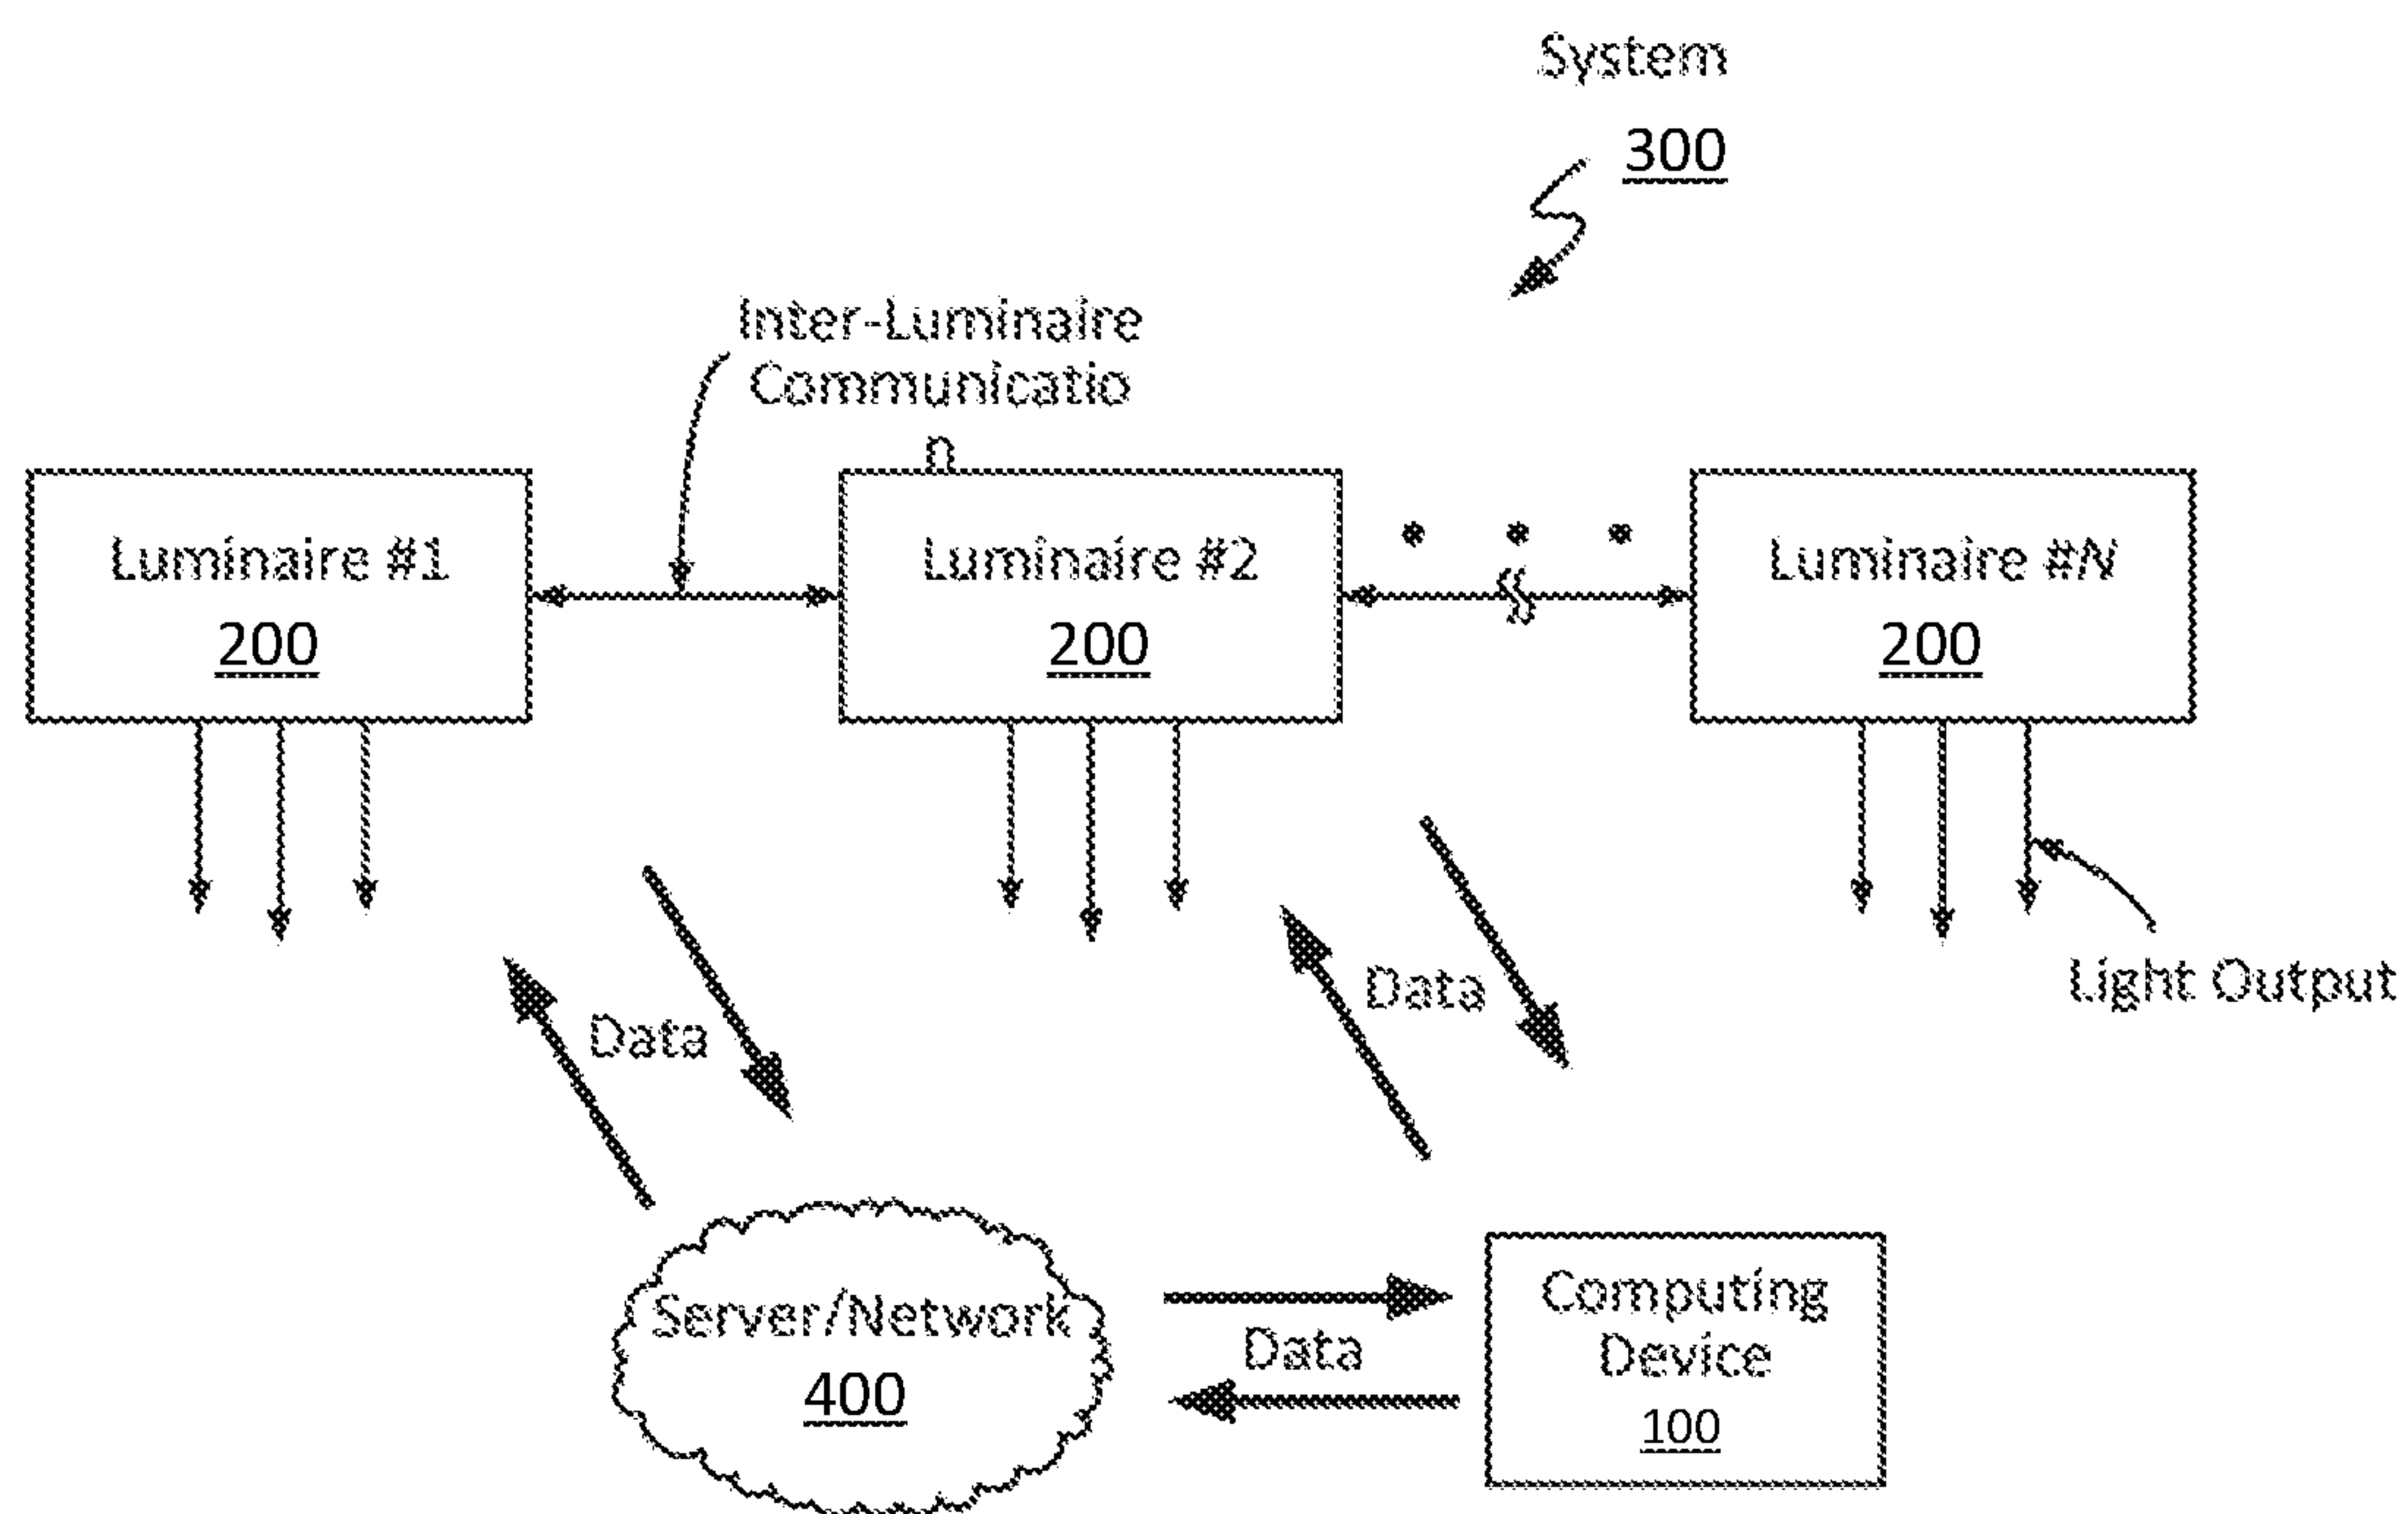 System
300
Inter-Luminaire
Communicatio
n
Luminaire #1
200
Luminaire #2
200
Luminaire #N
200
Data
Data
Light Output
Server/Network
400
Data
Computing
Device
100